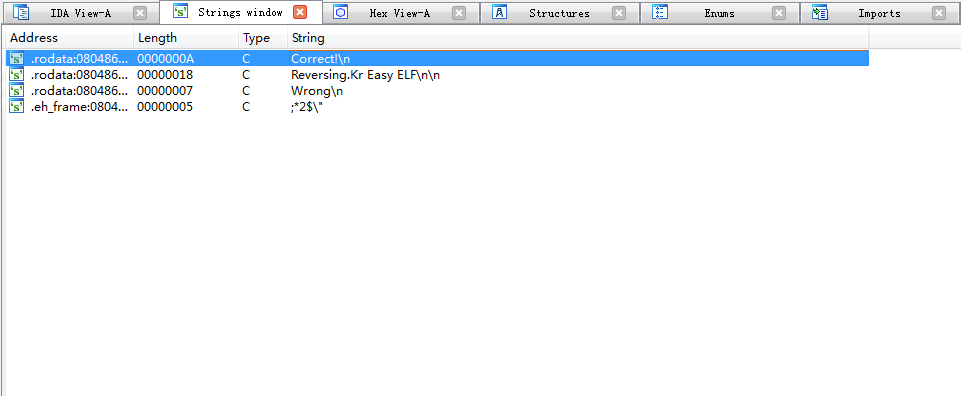 IDA View-A Strings window Hex View-A Structures Enums Imports
Address Length Type String
.rodata:080486... 0000000A C Correct!\n
.rodata:080486... 00000018 C Reversing.Kr Easy ELF\n\n
.rodata:080486... 00000007 C Wrong\n
.eh_frame:0804... 00000005 C ;*2$\"